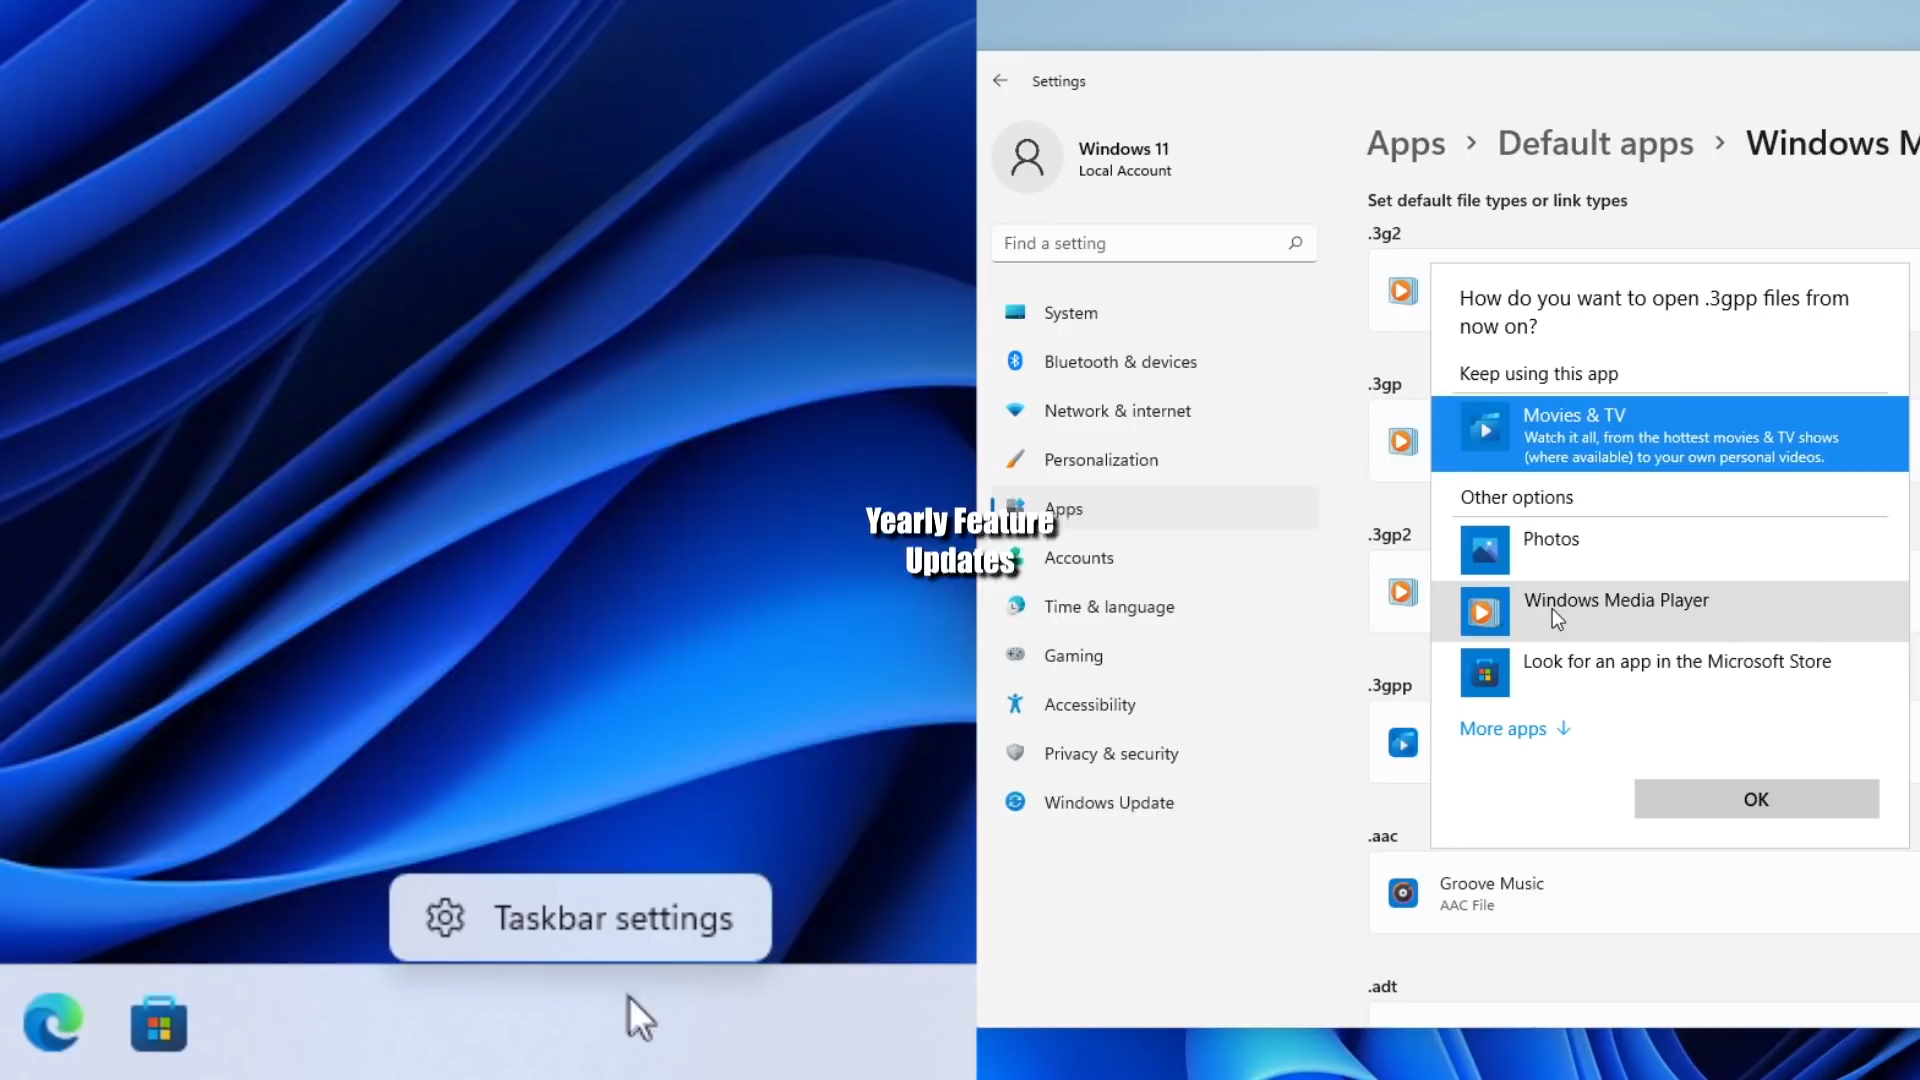 Settings
Windows 11
Local Account
Find a setting
System
Bluetooth & devices
Network & internet
Personalization
Apps
Accounts
Time & language
Gaming
Accessibility
Privacy & security
Windows Update
Apps > Default apps > Windows M
Set default file types or link types
.3g2
.3gp
.3gp2
.3gpp
.aac
Groove Music
AAC File
.adt
How do you want to open .3gpp files from
now on?
Keep using this app
Movies & TV
Watch it all, from the hottest movies & TV shows
(where available) to your own personal videos.
Other options
Photos
Windows Media Player
Look for an app in the Microsoft Store
More apps
OK
Yearly Feature
Updates
Taskbar settings